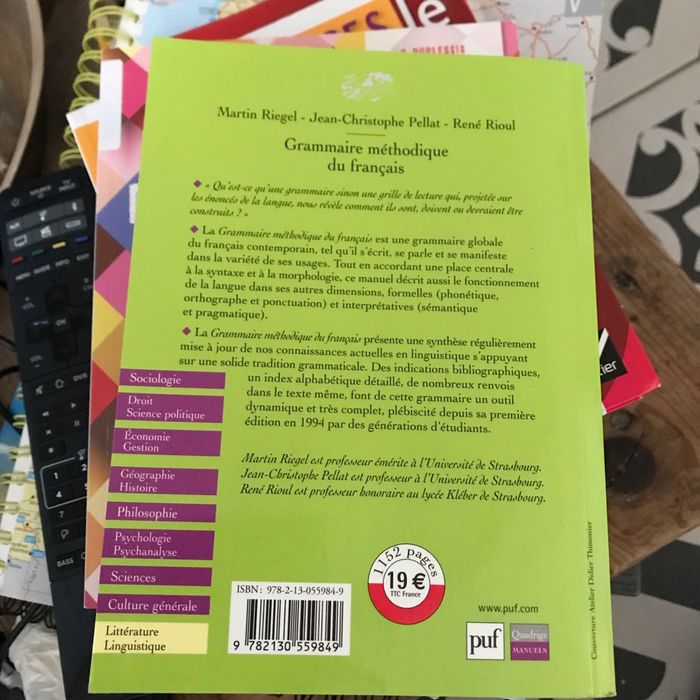 DUPLESSIS
Martin Riegel - Jean-Christophe Pellat - René Rioul
Grammaire méthodique
du français
◆ « Qu'est-ce qu'une grammaire sinon une grille de lecture qui, projetée sur
les énoncés de la langue, nous révèle comment ils sont, doivent ou devraient être
construits ? »
◆ La Grammaire méthodique du français est une grammaire globale
du français contemporain, tel qu'il s'écrit, se parle et se manifeste
dans la variété de ses usages. Tout en accordant une place centrale
à la syntaxe et à la morphologie, ce manuel décrit aussi le fonctionnement
de la langue dans ses autres dimensions, formelles (phonétique,
orthographe et ponctuation) et interprétatives (sémantique
et pragmatique).
◆ La Grammaire méthodique du français présente une synthèse régulièrement
mise à jour de nos connaissances actuelles en linguistique s'appuyant
sur une solide tradition grammaticale. Des indications bibliographiques,
un index alphabétique détaillé, de nombreux renvois
dans le texte même, font de cette grammaire un outil
dynamique et très complet, plébiscité depuis sa première
édition en 1994 par des générations d'étudiants.
Martin Riegel est professeur émérite à l'Université de Strasbourg.
Jean-Christophe Pellat est professeur à l'Université de Strasbourg.
René Rioul est professeur honoraire au lycée Kléber de Strasbourg.
Sociologie
Droit
Science politique
Économie
Gestion
Géographie
Histoire
Philosophie
Psychologie
Psychanalyse
Sciences
Culture générale
Littérature
Linguistique
ISBN : 978-2-13-055984-9
9 782130 559849
1152 pages
19 €
TTC France
www.puf.com
puf
Quadrige
MANUELS
Couverture Atelier Didier Thimonier
VOL
OK
VOL
BASS